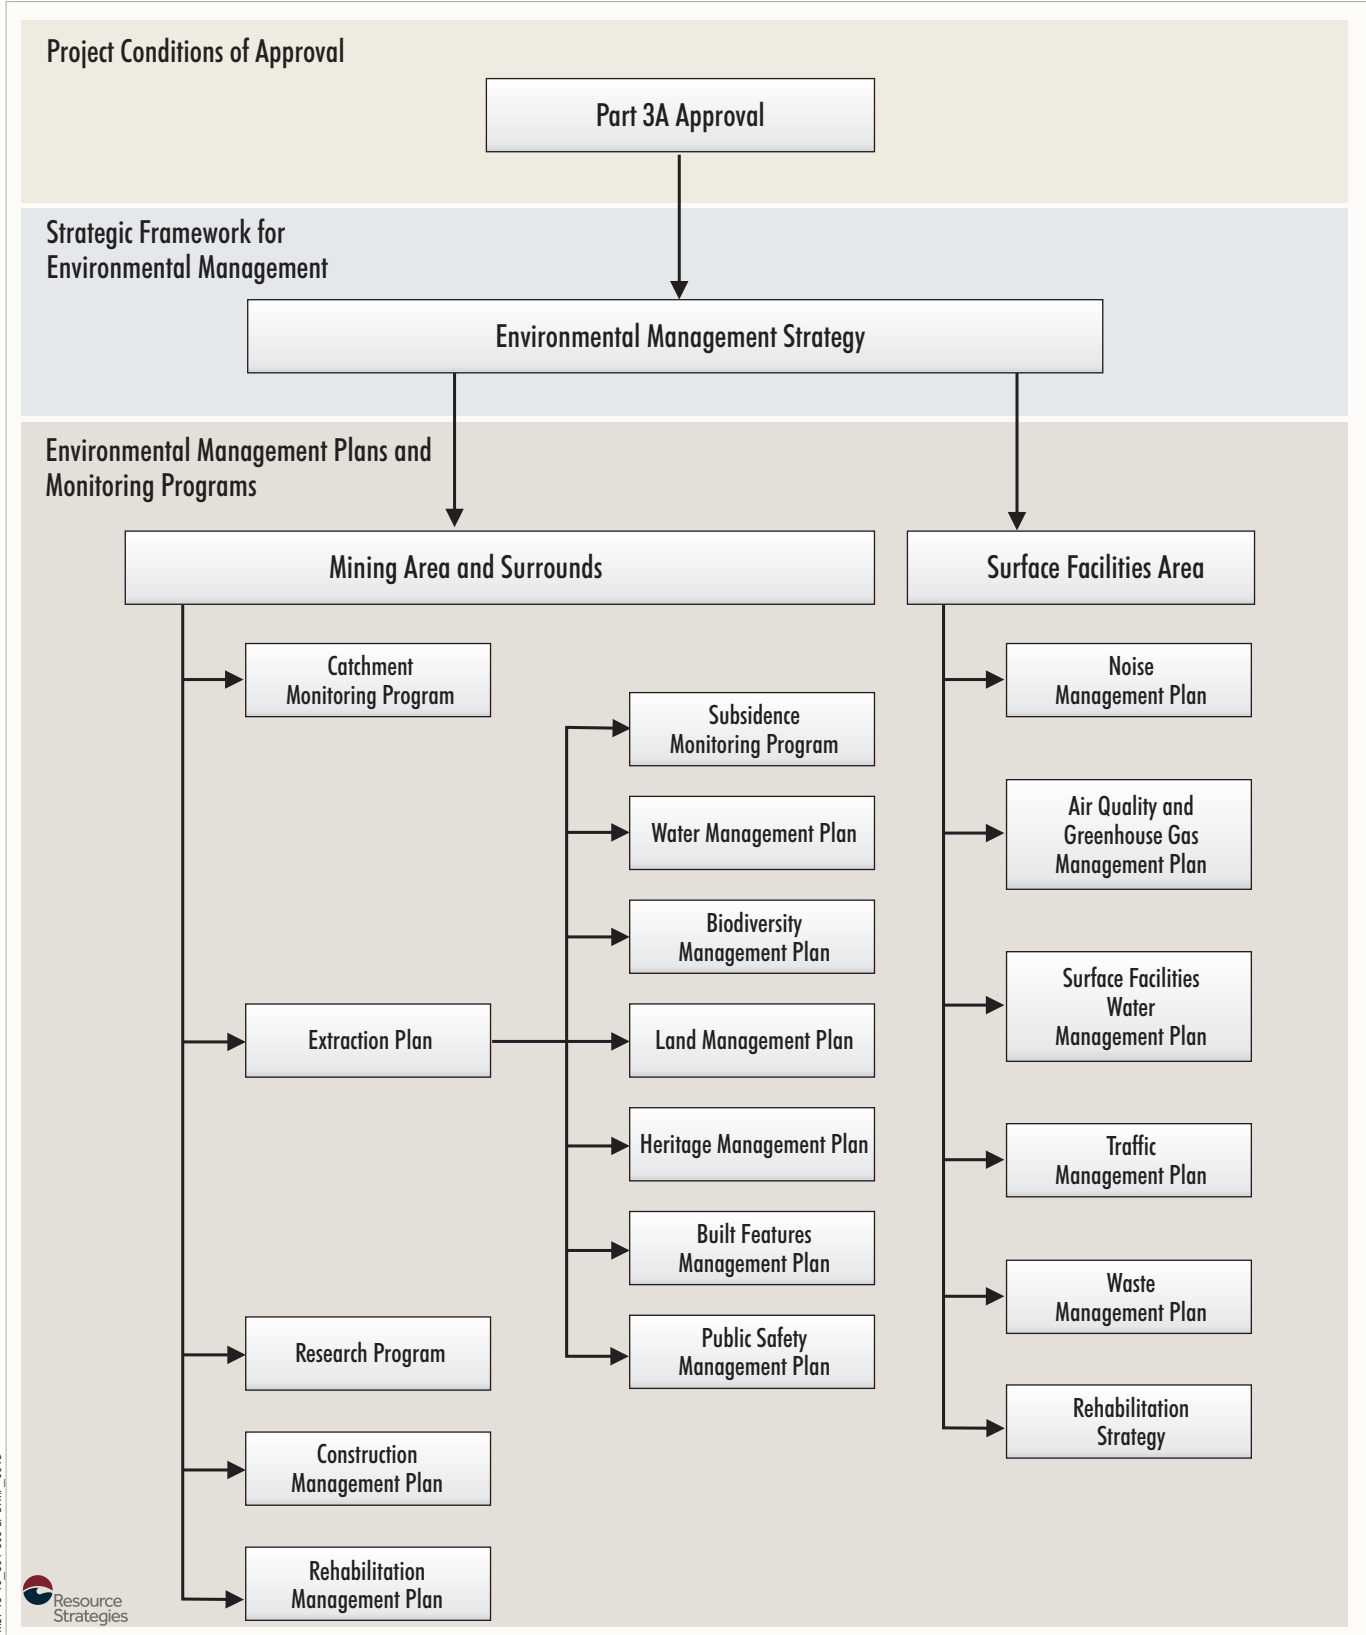 Project Conditions of Approval
Part 3A Approval
Strategic Framework for
Environmental Management
Environmental Management Strategy
Environmental Management Plans and
Monitoring Programs
Mining Area and Surrounds
Surface Facilities Area
Catchment
Monitoring Program
Extraction Plan
Research Program
Construction
Management Plan
Rehabilitation
Management Plan
Subsidence
Monitoring Program
Water Management Plan
Biodiversity
Management Plan
Land Management Plan
Heritage Management Plan
Built Features
Management Plan
Public Safety
Management Plan
Noise
Management Plan
Air Quality and
Greenhouse Gas
Management Plan
Surface Facilities
Water
Management Plan
Traffic
Management Plan
Waste
Management Plan
Rehabilitation
Strategy
Resource
Strategies